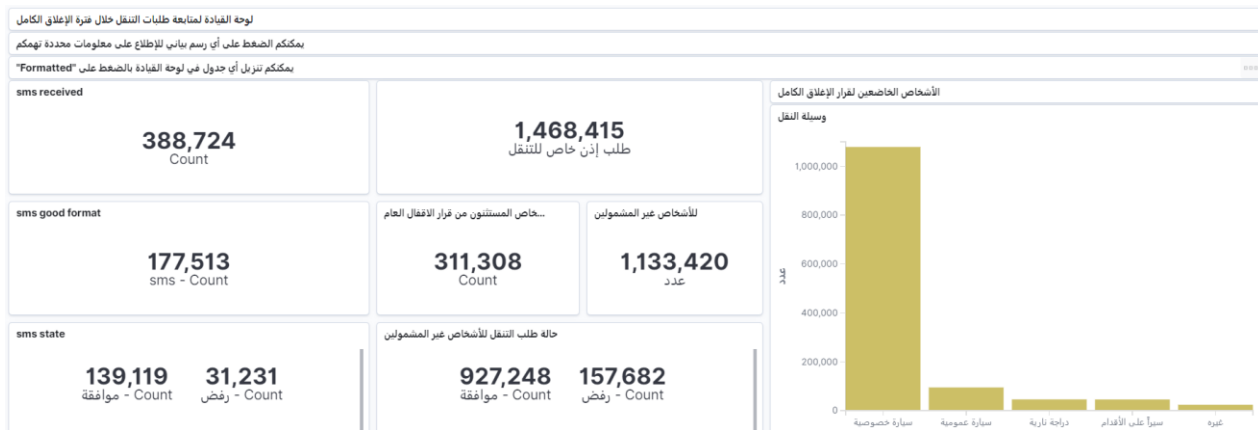 لوحة القيادة لمتابعة طلبات التنقل خلال فترة الإغلاق الكامل
يمكنكم الضغط على أي رسم بياني للإطلاع على معلومات محددة تهمكم
يمكنكم تنزيل أي جدول في لوحة القيادة بالضغط على "Formatted"
sms received
388,724
Count
1,468,415
طلب إذن خاص للتنقل
sms good format
177,513
sms - Count
...خاص المستثنون من قرار الاقفال العام
311,308
Count
للأشخاص غير المشمولين
1,133,420
عدد
sms state
139,119
Count - موافقة
31,231
Count - رفض
حالة طلب التنقل للأشخاص غير المشمولين
927,248
Count - موافقة
157,682
Count - رفض
الأشخاص الخاضعين لقرار الإغلاق الكامل
وسيلة النقل
1,000,000
800,000
600,000
400,000
200,000
0
عدد
سيارة خصوصية
سيارة عمومية
دراجة نارية
سيراً على الأقدام
غيره